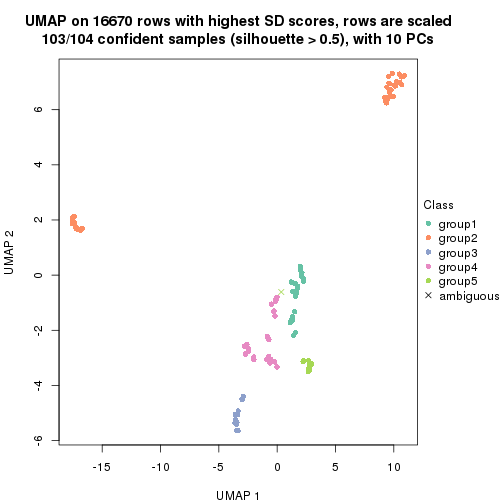 UMAP on 16670 rows with highest SD scores, rows are scaled
103/104 confident samples (silhouette > 0.5), with 10 PCs
6
4
2
0
-2
-4
-6
UMAP 2
-15
-10
-5
0
5
10
UMAP 1
Class
group1
group2
group3
group4
group5
ambiguous